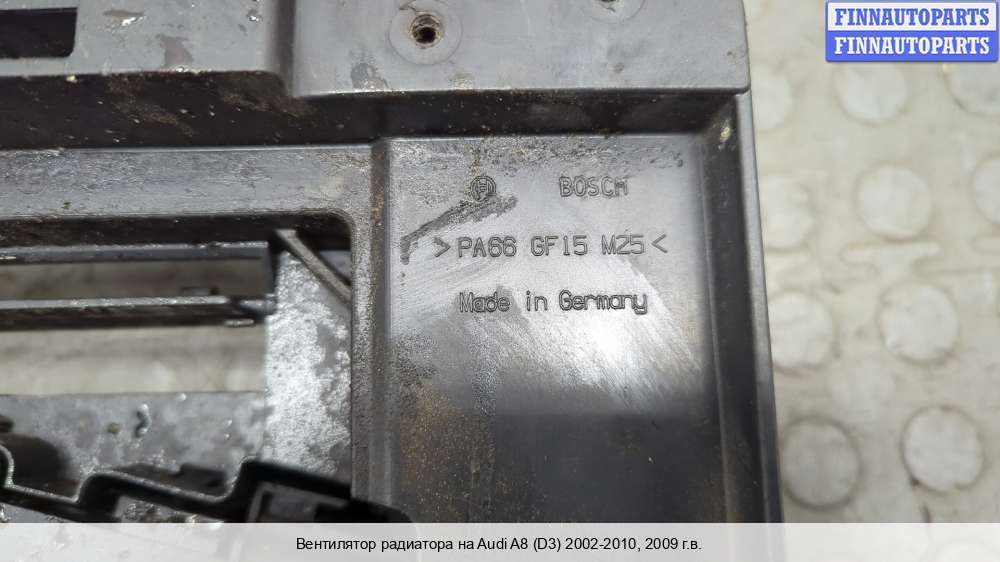 FINNAUTOPARTS
FINNAUTOPARTS
BOSCH
>PA66 GF15 M25<
Made in Germany
Вентилятор радиатора на Audi A8 (D3) 2002-2010, 2009 г.в.